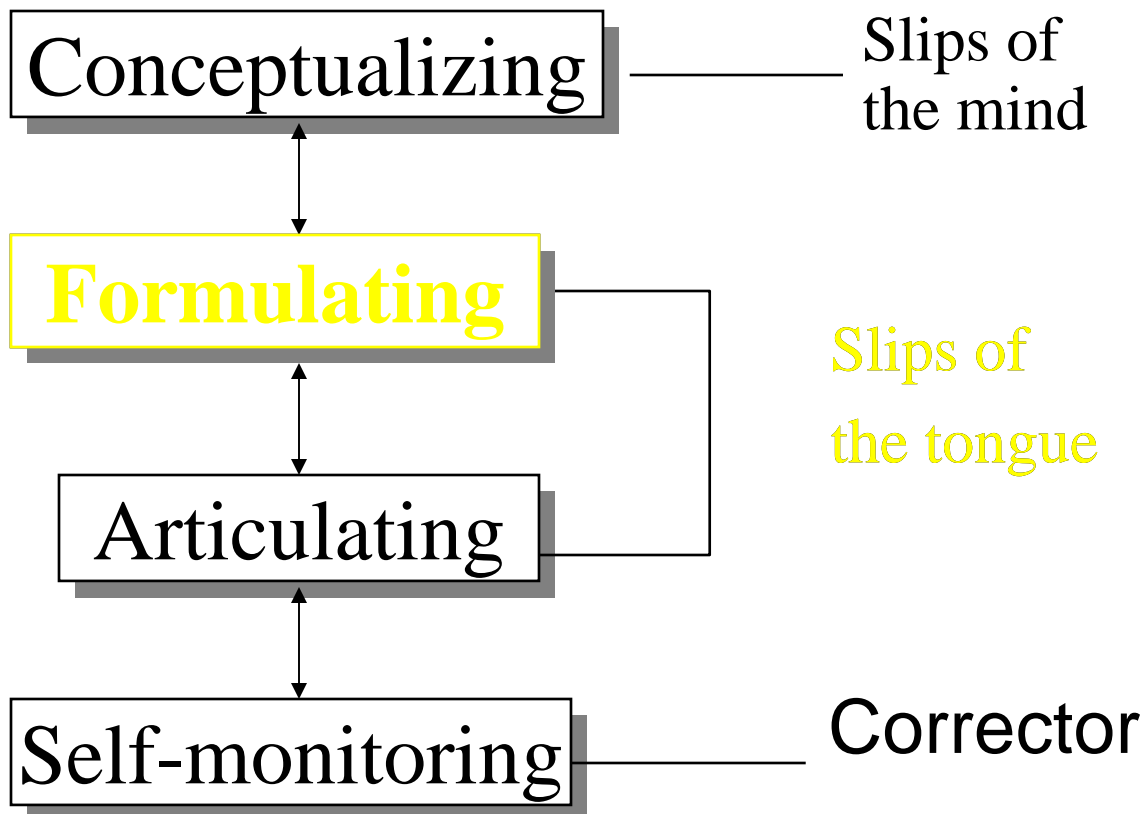 Conceptualizing
Slips of
the mind
Formulating
Slips of
the tongue
Articulating
Self-monitoring
Corrector